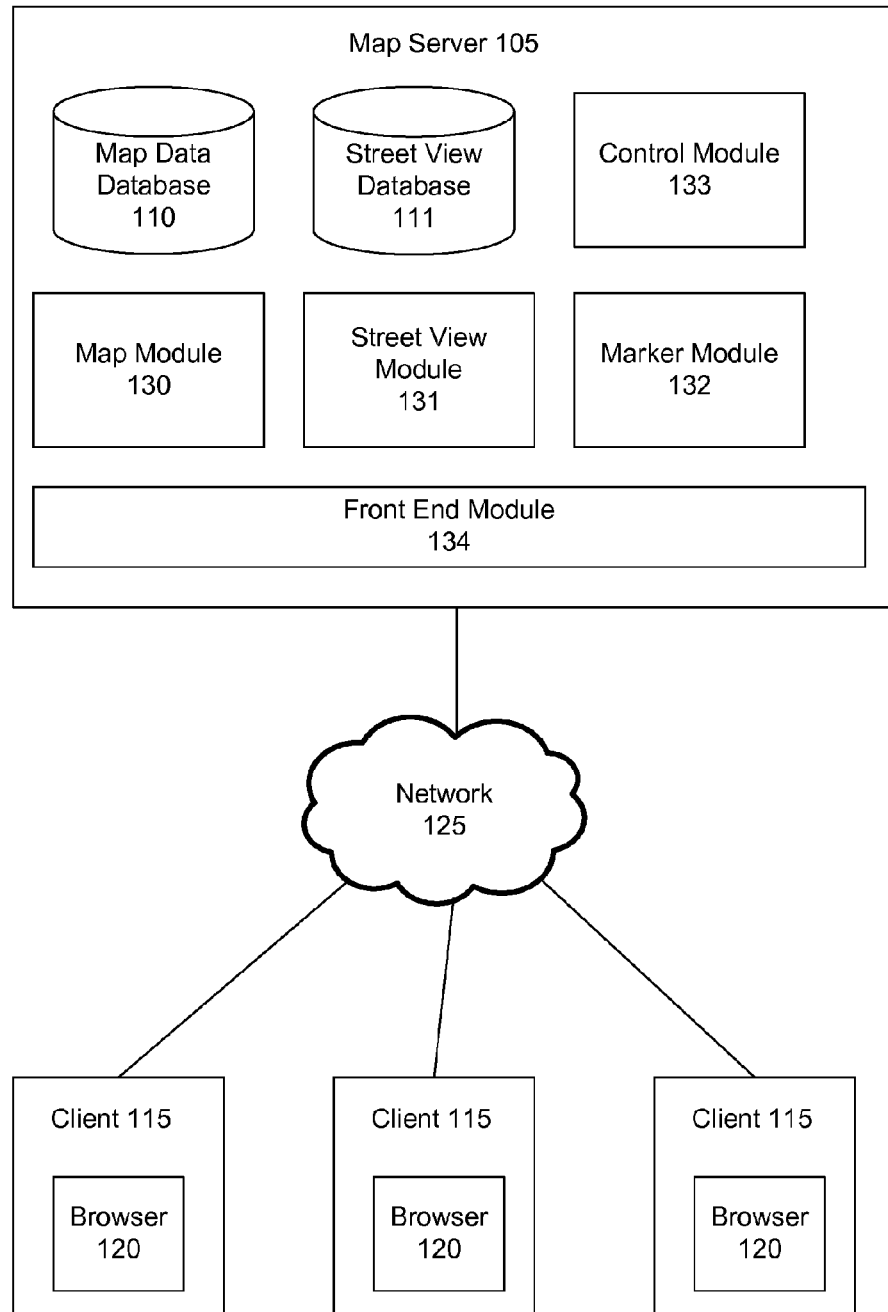 Map Server 105
Map Data
Database
110
Street View
Database
111
Control Module
133
Map Module
130
Street View
Module
131
Marker Module
132
Front End Module
134
Network
125
Client 115
Browser
120
Client 115
Browser
120
Client 115
Browser
120